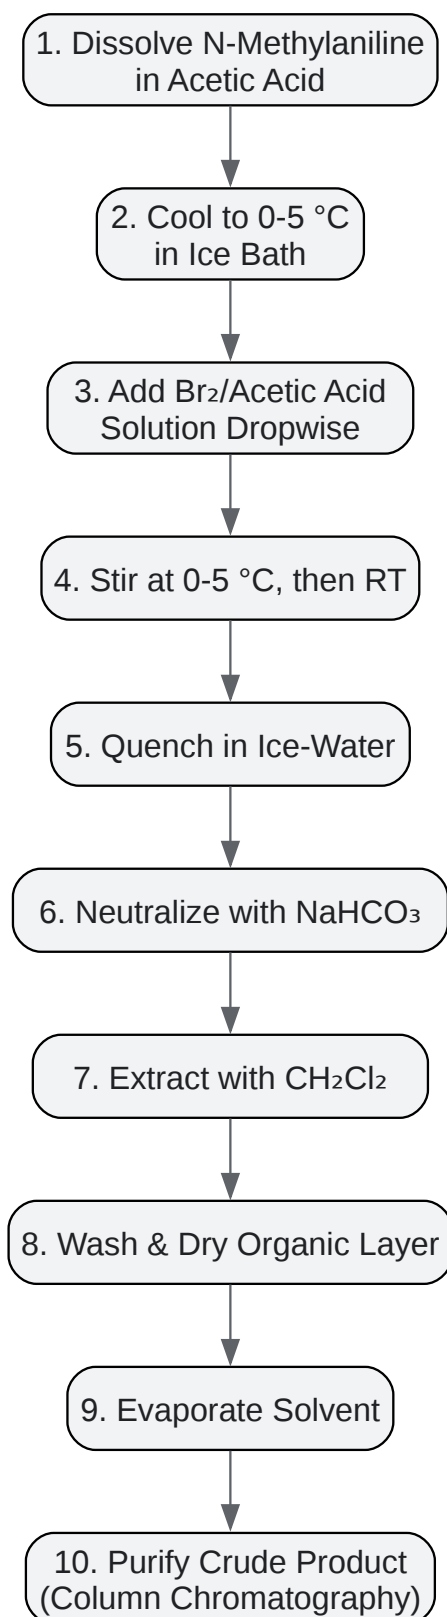 1. Dissolve N-Methylaniline
in Acetic Acid
2. Cool to 0-5 °C
in Ice Bath
3. Add Br₂/Acetic Acid
Solution Dropwise
4. Stir at 0-5 °C, then RT
5. Quench in Ice-Water
6. Neutralize with NaHCO₃
7. Extract with CH₂Cl₂
8. Wash & Dry Organic Layer
9. Evaporate Solvent
10. Purify Crude Product
(Column Chromatography)